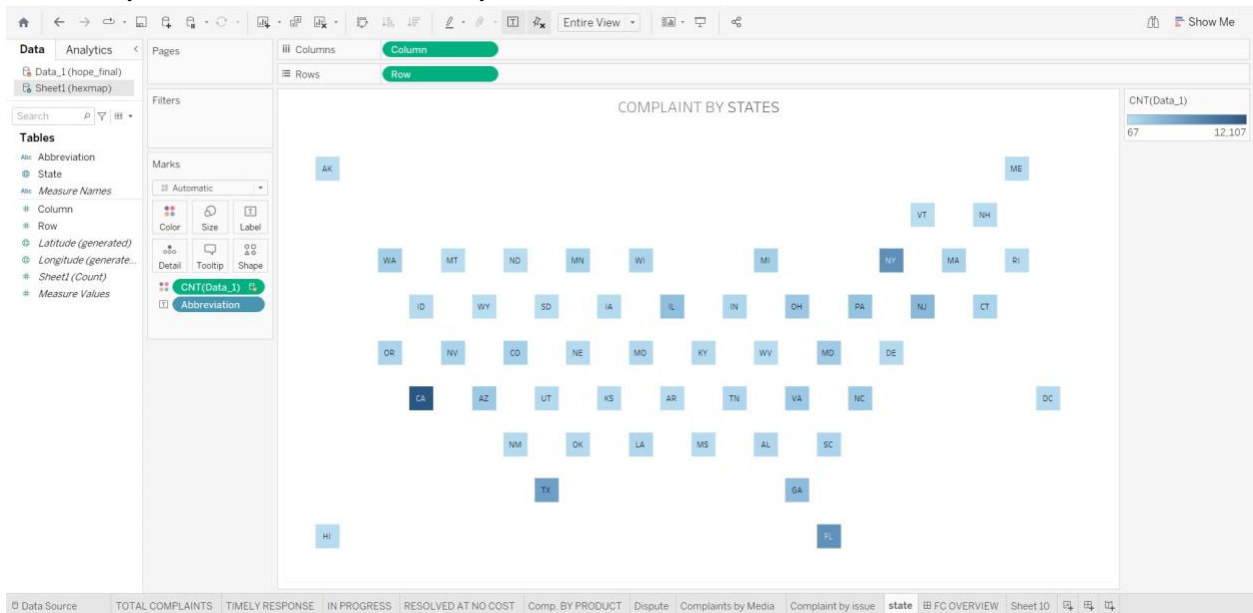 Entire View
Show Me
Data Analytics
Data_1 (hope_final)
Sheet1 (hexmap)
Search
Tables
Abc Abbreviation
State
Abc Measure Names
# Column
# Row
Latitude (generated)
Longitude (generate...
# Sheet1 (Count)
# Measure Values
Pages
Filters
Marks
Automatic
Color Size Label
Detail Tooltip Shape
CNT(Data_1)
Abbreviation
iii Columns Column
Rows Row
COMPLAINT BY STATES
AK ME
VT NH
WA MT ND MN WI MI NY MA RI
ID WY SD IA IL IN OH PA NJ CT
OR NV CO NE MO KY WV MD DE
CA AZ UT KS AR TN VA NC DC
NM OK LA MS AL SC
TX GA
HI FL
CNT(Data_1)
67 12,107
Data Source TOTAL COMPLAINTS TIMELY RESPONSE IN PROGRESS RESOLVED AT NO COST Comp. BY PRODUCT Dispute Complaints by Media Complaint by issue state FC OVERVIEW Sheet 10